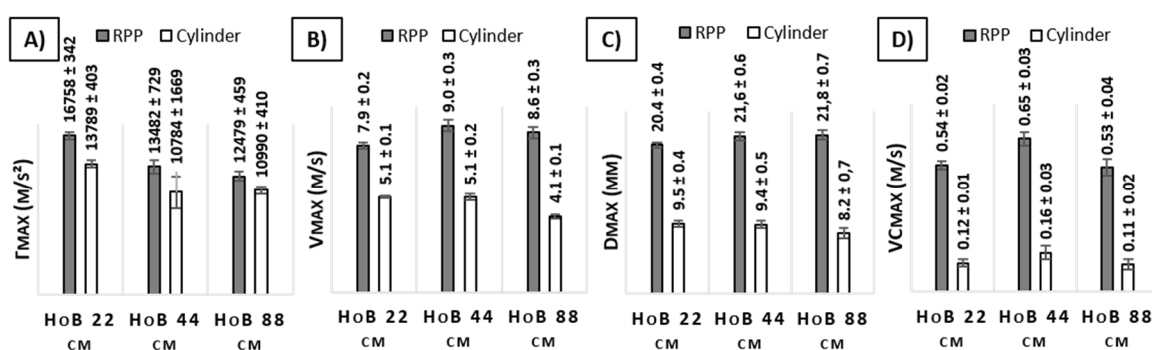 A)
RPP
Cylinder
16758 ± 342
13789 ± 403
13482 ± 729
10784 ± 1669
12479 ± 459
10990 ± 410
ΓMAX (M/S²)
HOB 22 CM
HOB 44 CM
HOB 88 CM
B)
RPP
Cylinder
7.9 ± 0.2
5.1 ± 0.1
9.0 ± 0.3
5.1 ± 0.2
8.6 ± 0.3
4.1 ± 0.1
VMAX (M/S)
HOB 22 CM
HOB 44 CM
HOB 88 CM
C)
RPP
Cylinder
20.4 ± 0.4
9.5 ± 0.4
21,6 ± 0.6
9.4 ± 0.5
21,8 ± 0.7
8.2 ± 0,7
DMAX (MM)
HOB 22 CM
HOB 44 CM
HOB 88 CM
D)
RPP
Cylinder
0.54 ± 0.02
0.12 ± 0.01
0.65 ± 0.03
0.16 ± 0.03
0.53 ± 0.04
0.11 ± 0.02
VCMAX (M/S)
HOB 22 CM
HOB 44 CM
HOB 88 CM